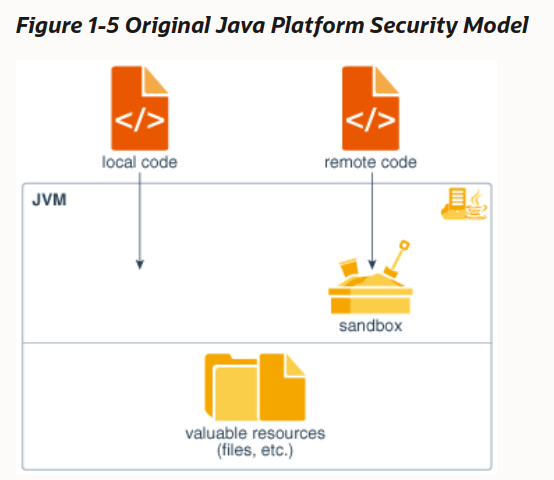 Figure 1-5 Original Java Platform Security Model
</>
</>
local code
remote code
JVM
sandbox
valuable resources
(files, etc.)